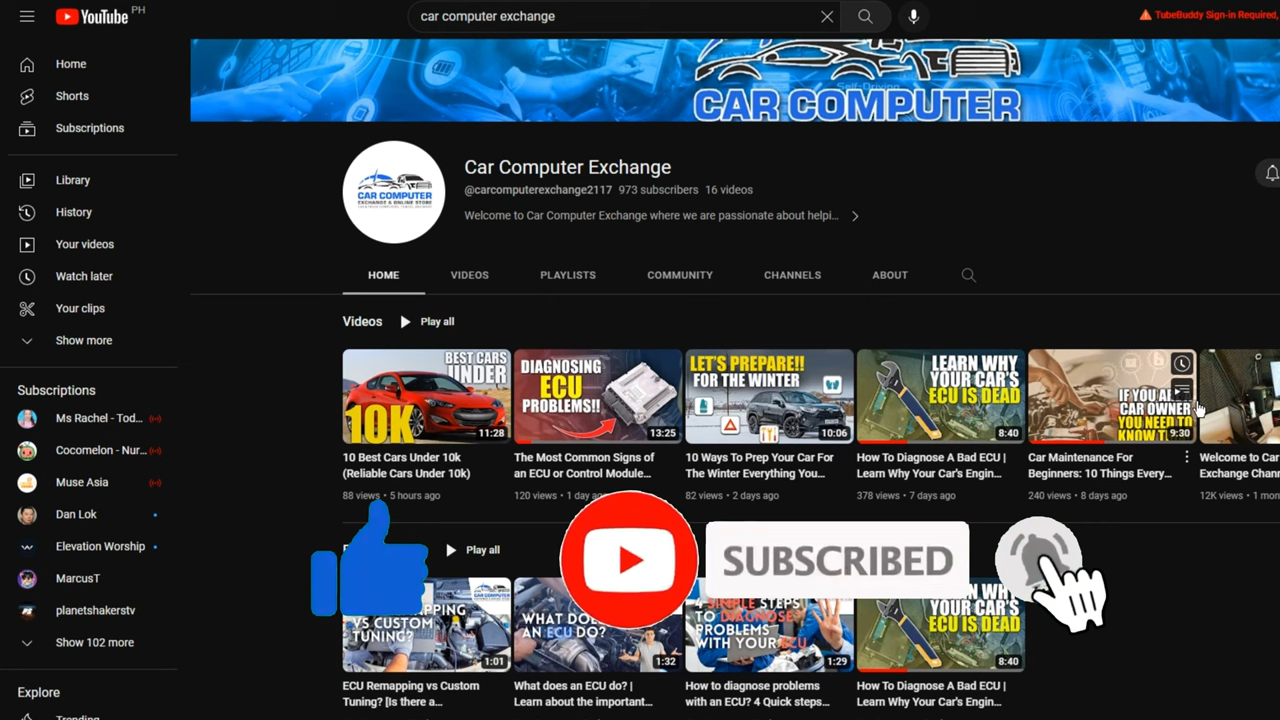 YouTube PH
car computer exchange
TubeBuddy Sign-in Required,
Home
Shorts
Subscriptions
Library
History
Your videos
Watch later
Your clips
Show more
Subscriptions
Ms Rachel - Tod...
Cocomelon - Nur...
Muse Asia
Dan Lok
Elevation Worship
MarcusT
planetshakerstv
Show 102 more
Explore
Trending
Self-Driving
CAR COMPUTER
CAR COMPUTER
EXCHANGE & ONLINE STORE
Car Computer Exchange
@carcomputerexchange2117 973 subscribers 16 videos
Welcome to Car Computer Exchange where we are passionate about helpi...
HOME VIDEOS PLAYLISTS COMMUNITY CHANNELS ABOUT
Videos Play all
BEST CARS
UNDER
10K
11:28
10 Best Cars Under 10k
(Reliable Cars Under 10k)
88 views • 5 hours ago
DIAGNOSING
ECU
PROBLEMS!!
13:25
The Most Common Signs of
an ECU or Control Module...
120 views • 1 day ago
LET'S PREPARE!!
FOR THE WINTER
10:06
10 Ways To Prep Your Car For
The Winter Everything You...
82 views • 2 days ago
LEARN WHY
YOUR CAR'S
ECU IS DEAD
8:40
How To Diagnose A Bad ECU |
Learn Why Your Car's Engin...
378 views • 7 days ago
IF YOU A
CAR OWNER
YOU NEED TO
KNOW T
9:30
Car Maintenance For
Beginners: 10 Things Every...
240 views • 8 days ago
Welcome to Car
Exchange Chann
12K views • 1 mon
Play all
SUBSCRIBED
MAPPING
VS CUSTOM
TUNING?
1:01
ECU Remapping vs Custom
Tuning? [Is there a...
WHAT DOES
AN ECU DO?
1:32
What does an ECU do? |
Learn about the important...
4 SIMPLE STEPS
TO DIAGNOSE
PROBLEMS
WITH YOUR ECU
1:29
How to diagnose problems
with an ECU? 4 Quick steps...
YOUR CAR'S
ECU IS DEAD
8:40
How To Diagnose A Bad ECU |
Learn Why Your Car's Engin...